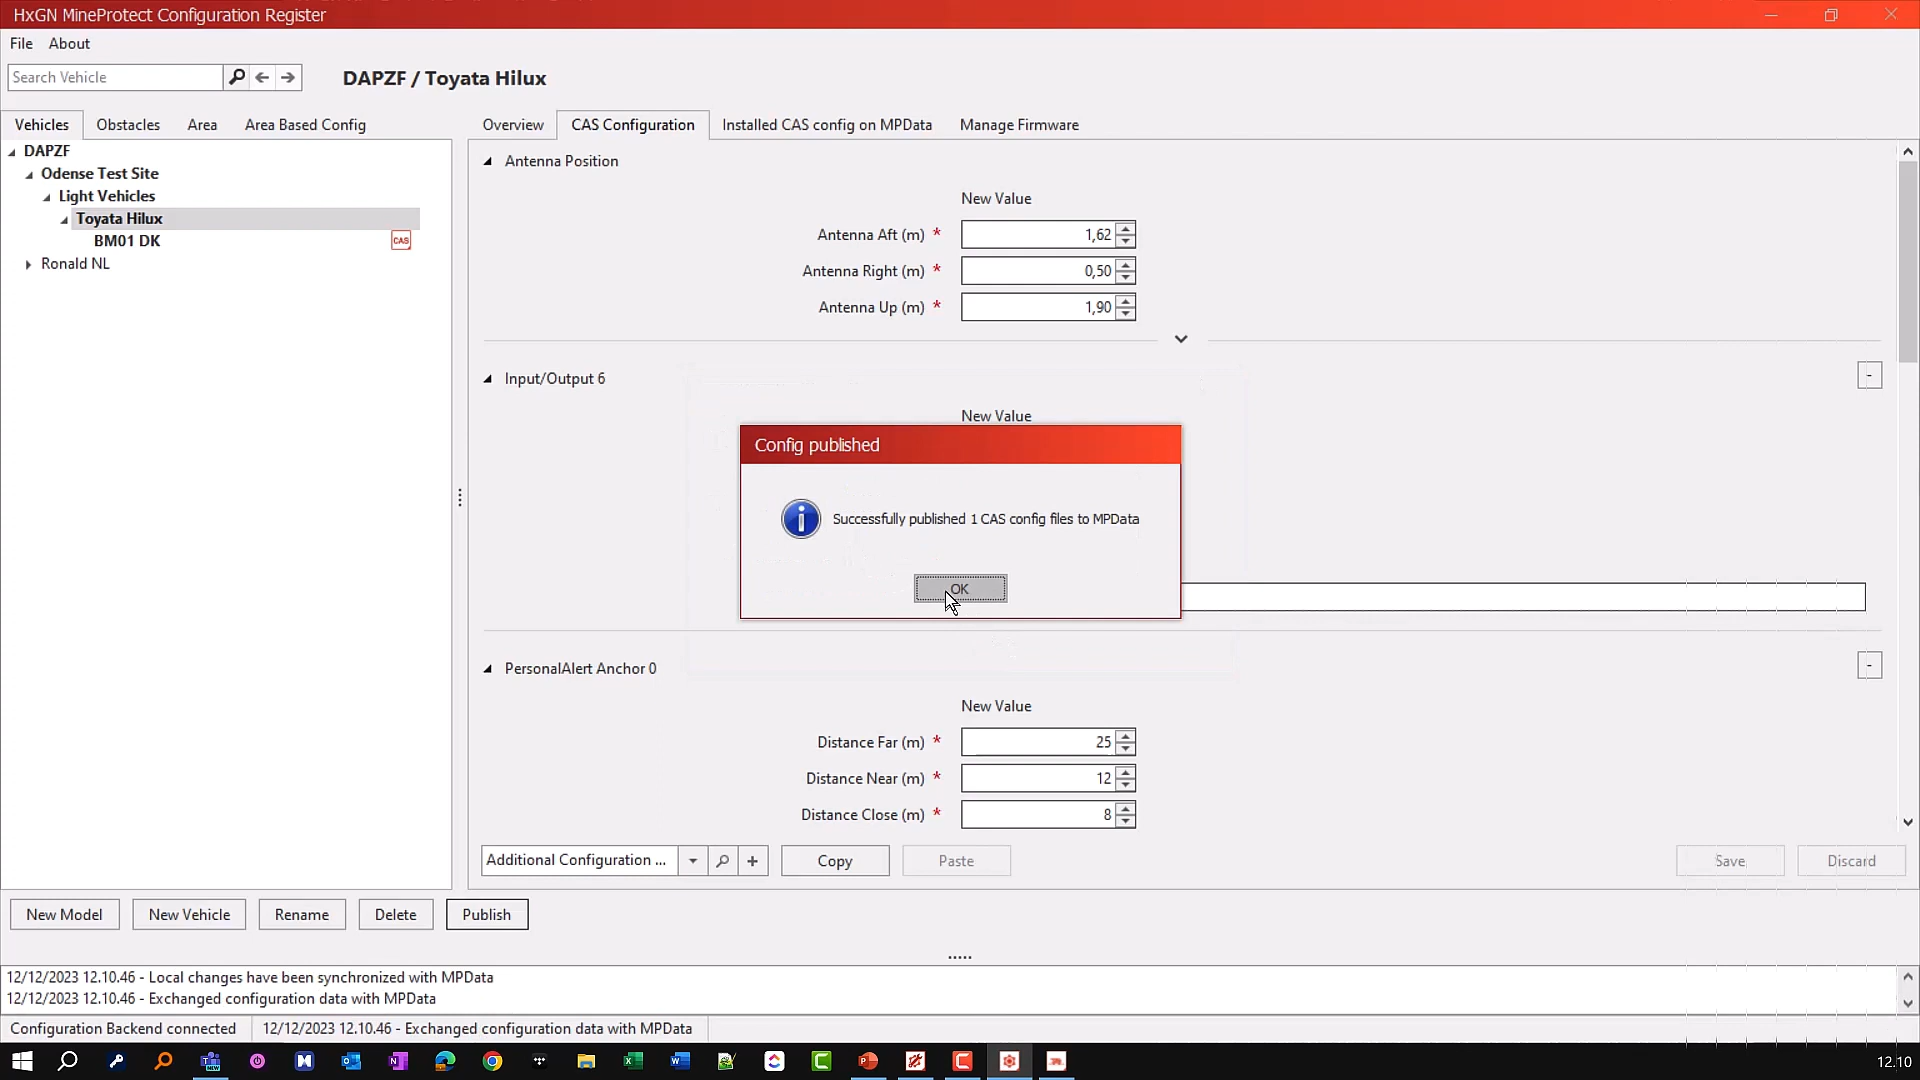 HxGN MineProtect Configuration Register
File About
Search Vehicle
DAPZF / Toyata Hilux
Vehicles Obstacles Area Area Based Config
Overview CAS Configuration Installed CAS config on MPData Manage Firmware
DAPZF
Odense Test Site
Light Vehicles
Toyata Hilux
BM01 DK CAS
Ronald NL
Antenna Position
New Value
Antenna Aft (m) * 1,62
Antenna Right (m) * 0,50
Antenna Up (m) * 1,90
Input/Output 6
-
New Value
Config published
Successfully published 1 CAS config files to MPData
OK
PersonalAlert Anchor 0
-
New Value
Distance Far (m) * 25
Distance Near (m) * 12
Distance Close (m) * 8
Additional Configuration ... + Copy Paste Save Discard
New Model New Vehicle Rename Delete Publish
12/12/2023 12.10.46 - Local changes have been synchronized with MPData
12/12/2023 12.10.46 - Exchanged configuration data with MPData
Configuration Backend connected 12/12/2023 12.10.46 - Exchanged configuration data with MPData
12.10